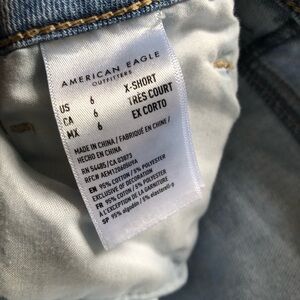 AMERICAN EAGLE
OUTFITTERS
US 6 X-SHORT
CA 6 TRÈS COURT
MX 6 EX CORTO
MADE IN CHINA / FABRIQUÉ EN CHINE /
HECHO EN CHINA
RN 54485/CA 03873
EN 95% COTTON / 5% POLYESTER
EXCLUSIVE OF DECORATION
FR 95% COTON / 5% POLYESTER
À L'EXCEPTION DE LA GARNITURE
SP 95% algodón / 5%